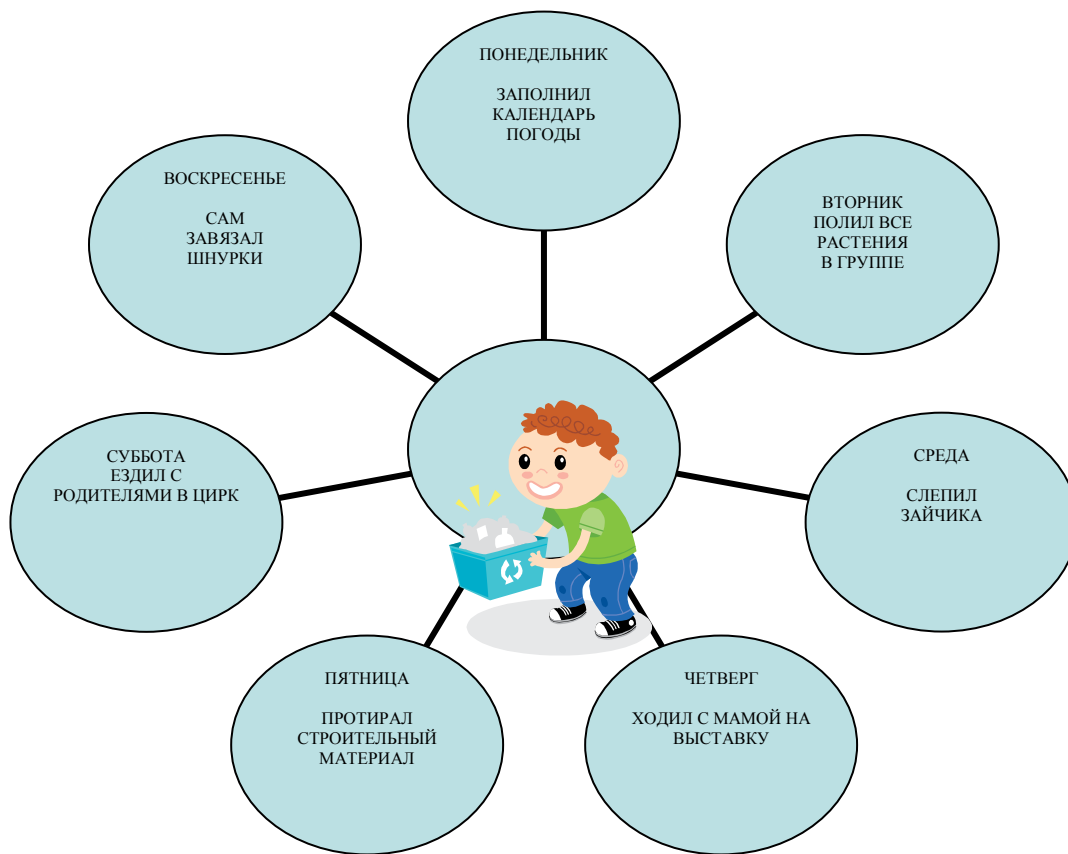 ПОНЕДЕЛЬНИК
ЗАПОЛНИЛ
КАЛЕНДАРЬ
ПОГОДЫ
ВТОРНИК
ПОЛИЛ ВСЕ
РАСТЕНИЯ
В ГРУППЕ
СРЕДА
СЛЕПИЛ
ЗАЙЧИКА
ЧЕТВЕРГ
ХОДИЛ С МАМОЙ НА
ВЫСТАВКУ
ПЯТНИЦА
ПРОТИРАЛ
СТРОИТЕЛЬНЫЙ
МАТЕРИАЛ
СУББОТА
ЕЗДИЛ С
РОДИТЕЛЯМИ В ЦИРК
ВОСКРЕСЕНЬЕ
САМ
ЗАВЯЗАЛ
ШНУРКИ